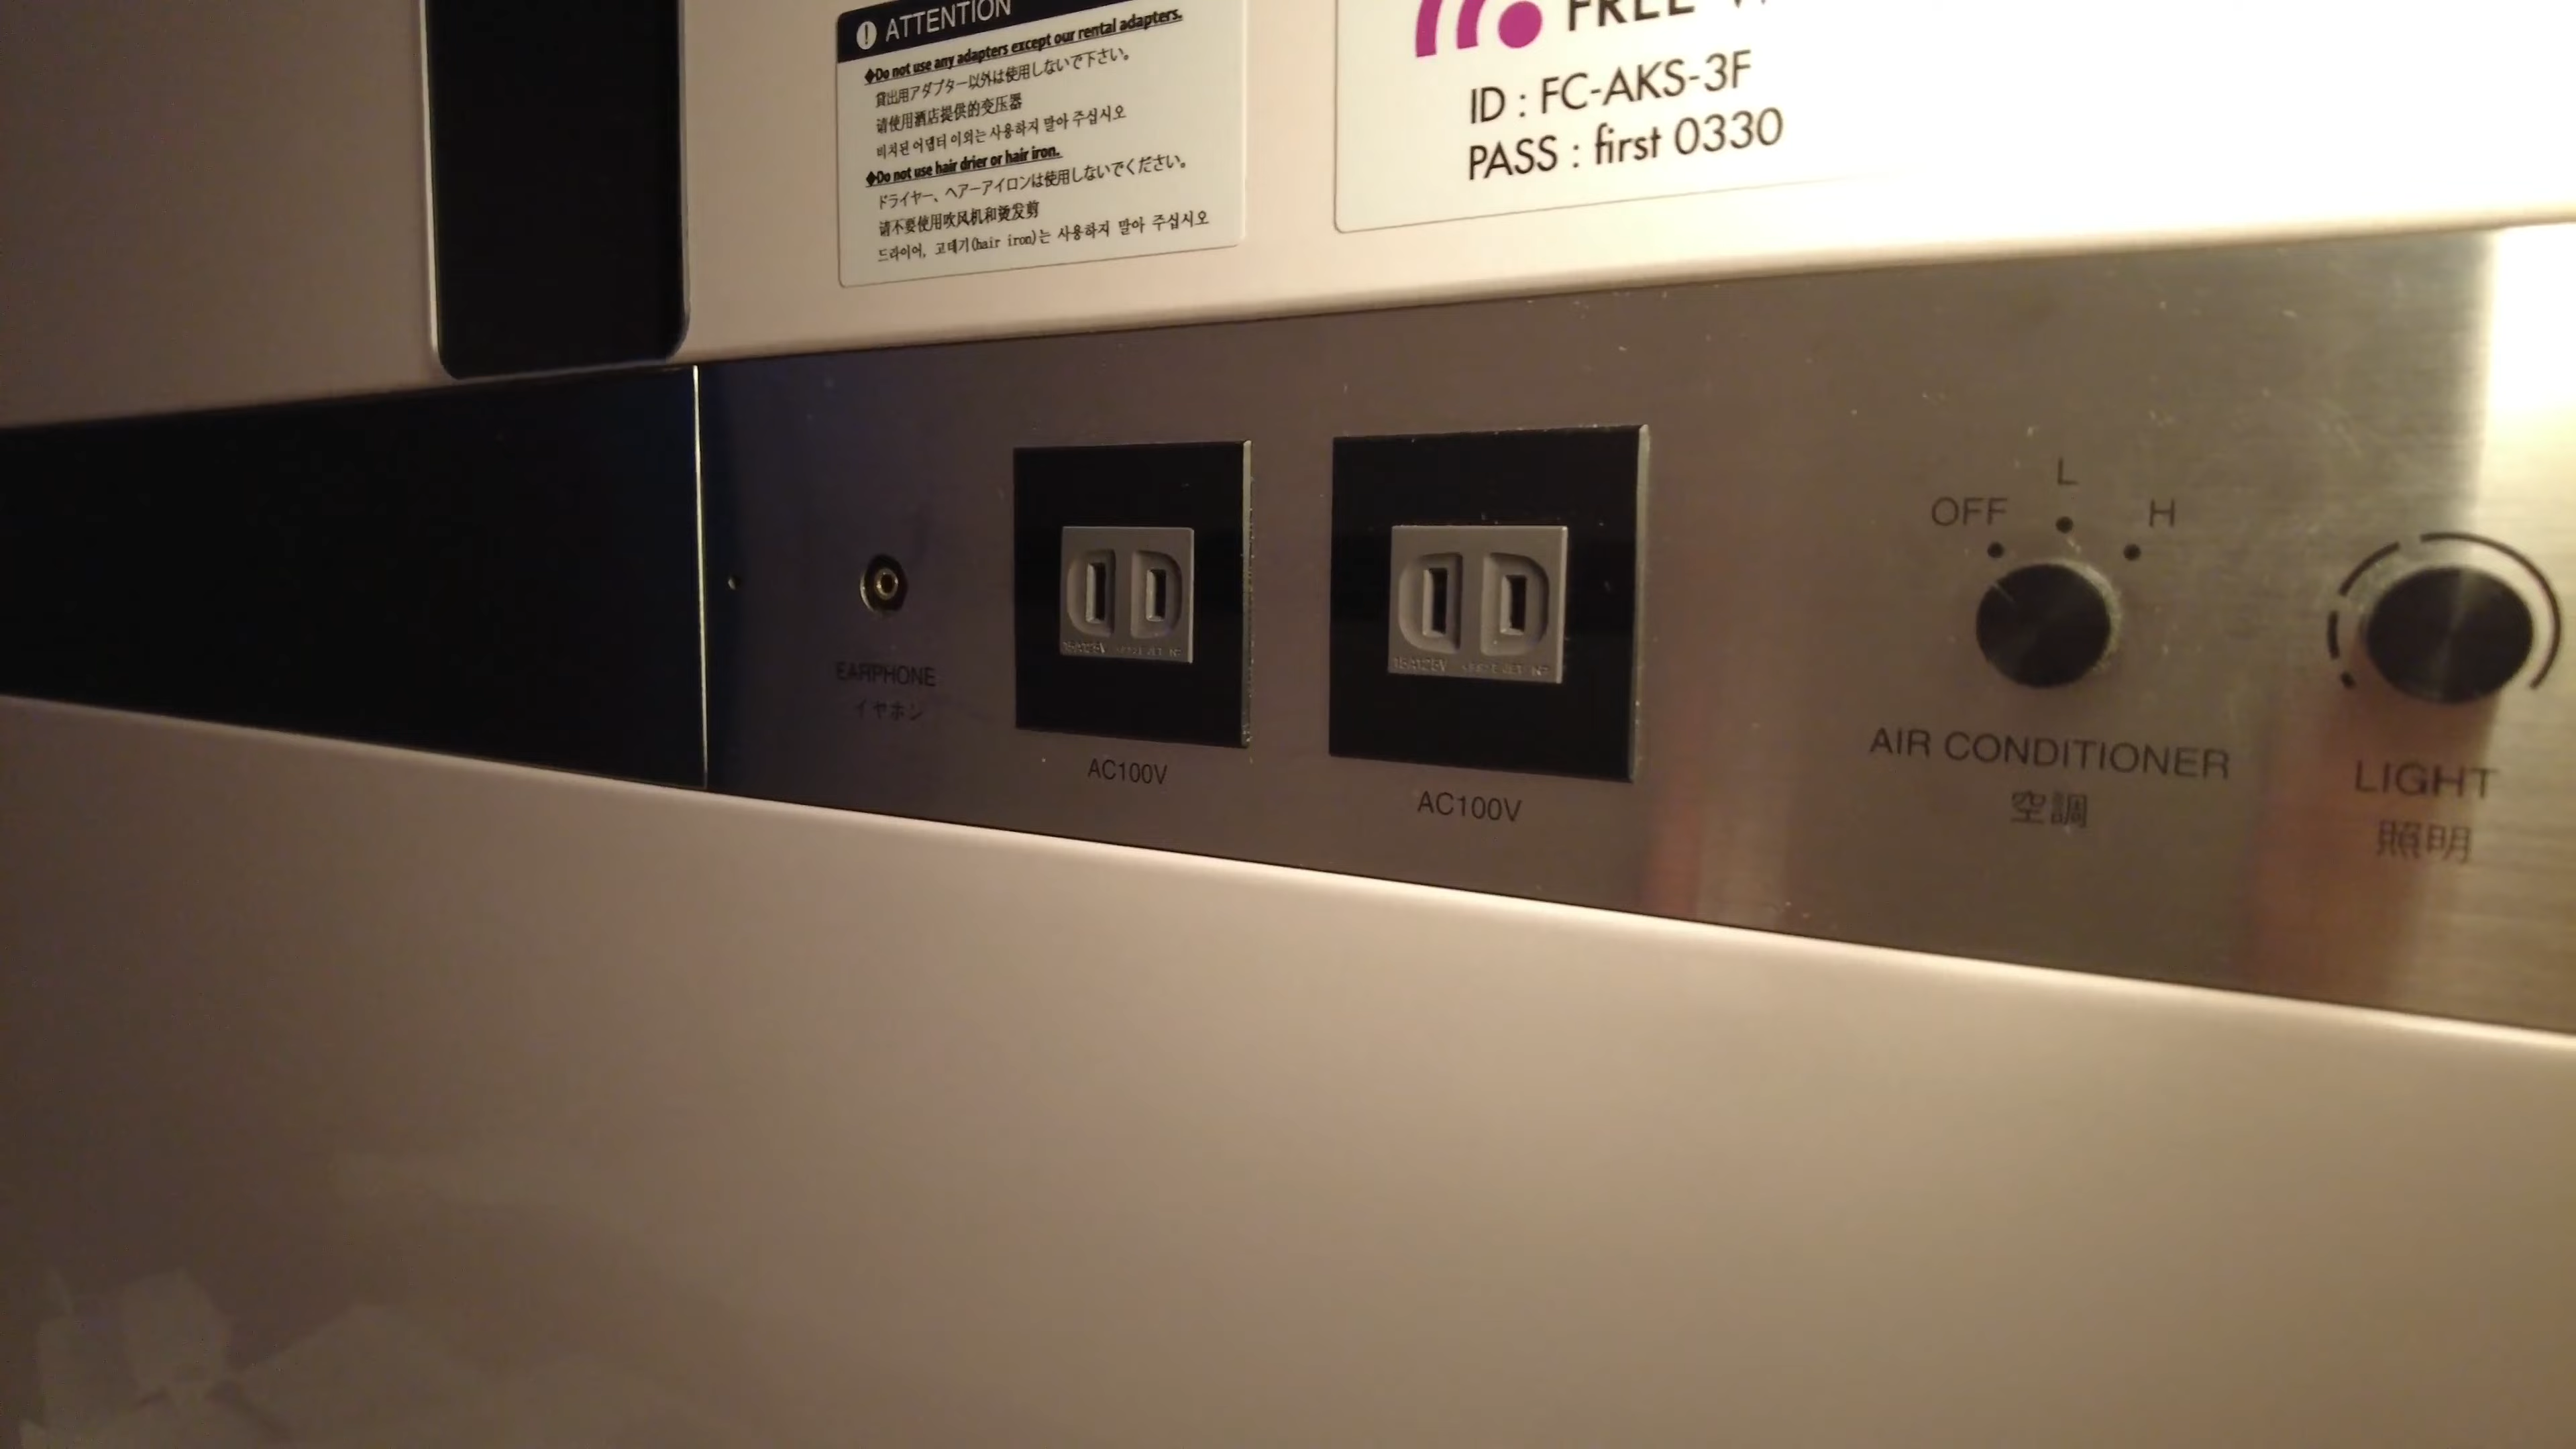 ATTENTION
◆Do not use any adapters except our rental adapters.
貸出用アダプター以外は使用しないで下さい。
请使用酒店提供的变压器
비치된 어댑터 이외는 사용하지 말아 주십시오
◆Do not use hair drier or hair iron.
ドライヤー、ヘアーアイロンは使用しないでください。
请不要使用吹风机和烫发剪
드라이어, 고데기(hair iron)는 사용하지 말아 주십시오
FREE
ID : FC-AKS-3F
PASS : first 0330
EARPHONE
イヤホン
15A125V
AC100V
15A125V
AC100V
OFF
L
H
AIR CONDITIONER
空調
LIGHT
照明